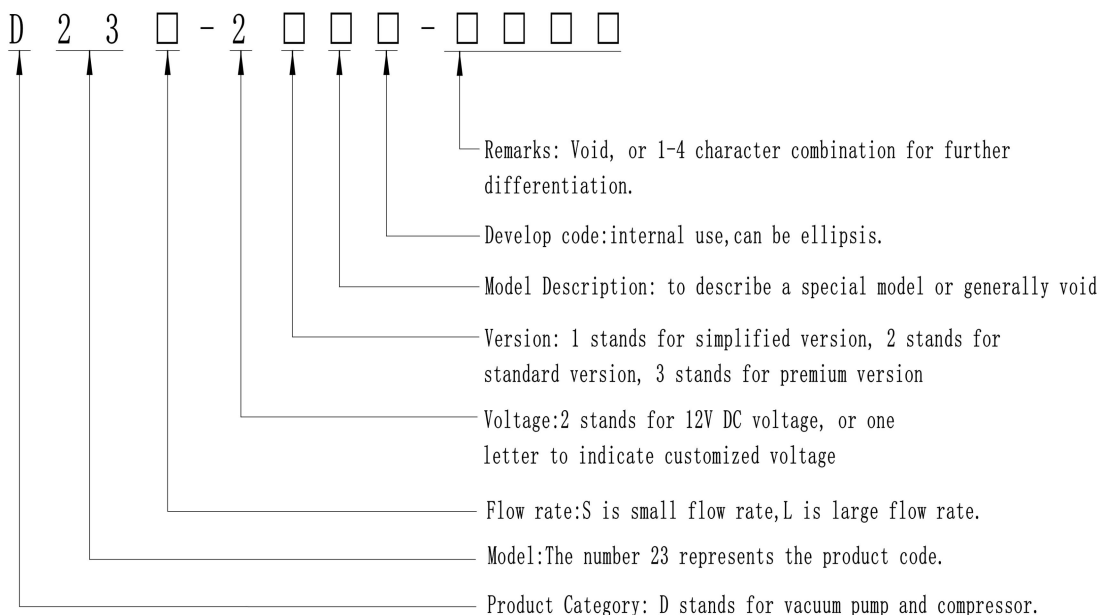 D 23□-2□□□-□□□□
Remarks: Void, or 1-4 character combination for further
differentiation.
Develop code:internal use,can be ellipsis.
Model Description: to describe a special model or generally void
Version: 1 stands for simplified version, 2 stands for
standard version, 3 stands for premium version
Voltage:2 stands for 12V DC voltage, or one
letter to indicate customized voltage
Flow rate:S is small flow rate,L is large flow rate.
Model:The number 23 represents the product code.
Product Category: D stands for vacuum pump and compressor.